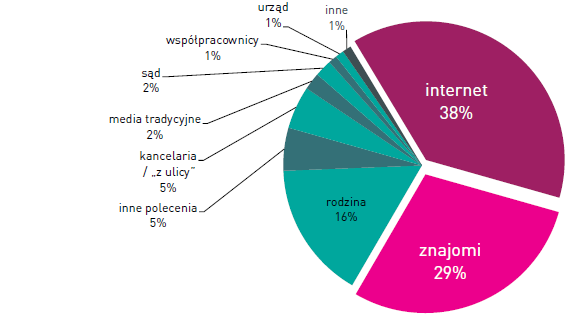 urząd
1%
inne
1%
współpracownicy
1%
sąd
2%
media tradycyjne
2%
kancelaria
/ „z ulicy”
5%
inne polecenia
5%
rodzina
16%
internet
38%
znajomi
29%